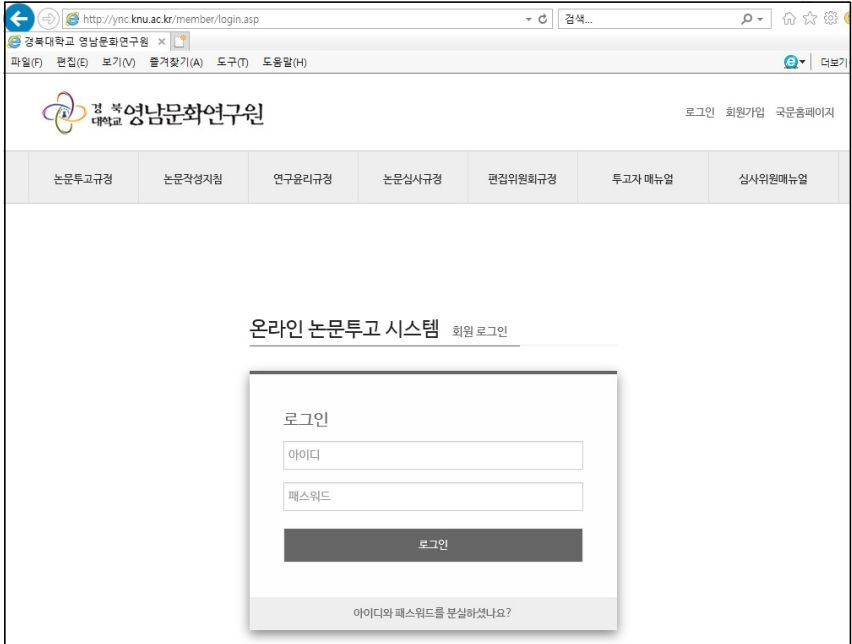 http://ync.knu.ac.kr/member/login.asp 검색...
경북대학교 영남문화연구원
파일(F) 편집(E) 보기(V) 즐겨찾기(A) 도구(T) 도움말(H) 더보기
경북대학교 영남문화연구원
로그인 회원가입 국문홈페이지
논문투고규정 논문작성지침 연구윤리규정 논문심사규정 편집위원회규정 투고자 매뉴얼 심사위원매뉴얼
온라인 논문투고 시스템 회원 로그인
로그인
아이디
패스워드
로그인
아이디와 패스워드를 분실하셨나요?